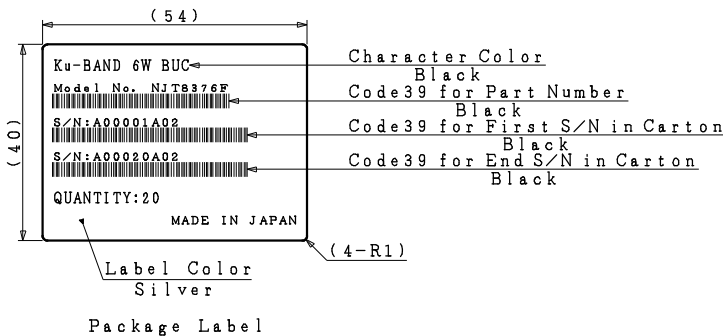 (54)
(40)
Ku-BAND 6W BUC
Character Color
Black
Model No. NJT8376F
Code39 for Part Number
Black
S/N:A00001A02
Code39 for First S/N in Carton
Black
S/N:A00020A02
Code39 for End S/N in Carton
Black
QUANTITY:20
MADE IN JAPAN
(4-R1)
Label Color
Silver
Package Label